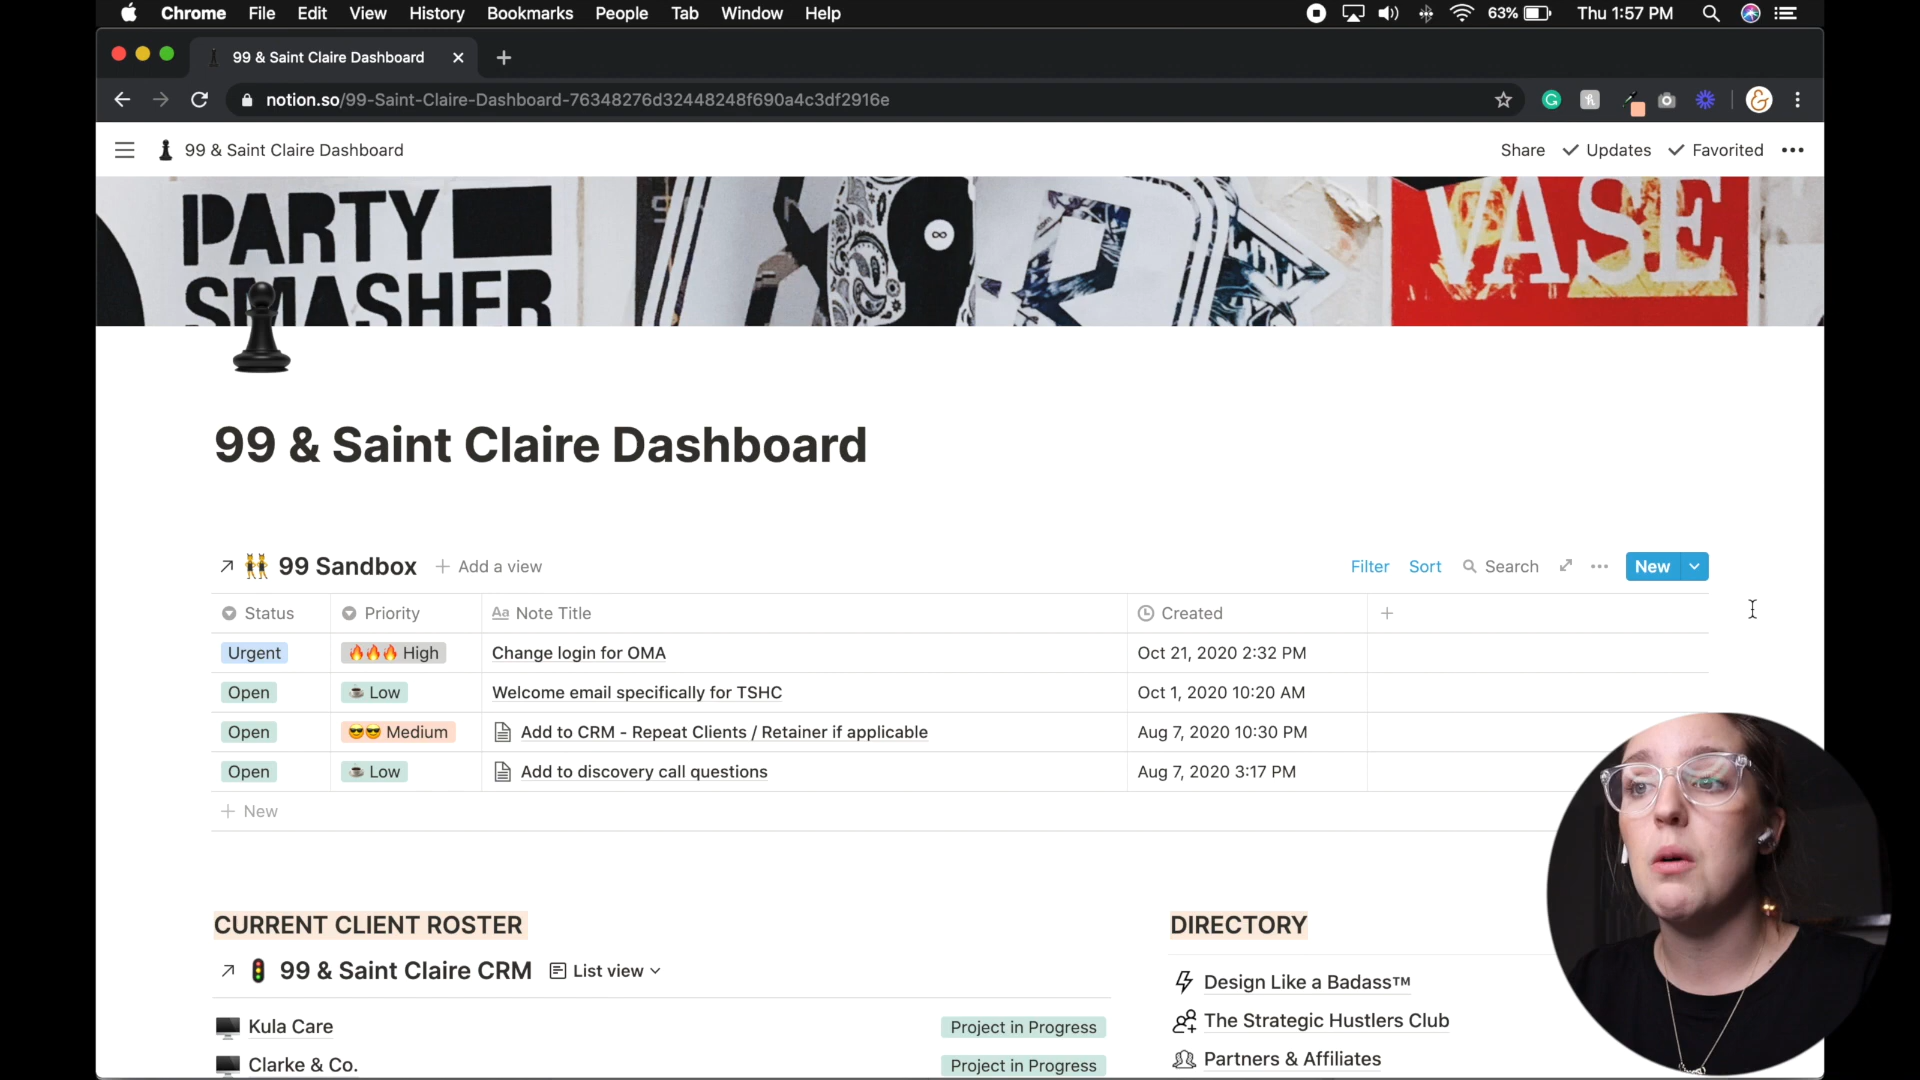 Chrome File Edit View History Bookmarks People Tab Window Help 63% Thu 1:57 PM
99 & Saint Claire Dashboard
notion.so/99-Saint-Claire-Dashboard-76348276d32448248f690a4c3df2916e
99 & Saint Claire Dashboard Share Updates Favorited
PARTY
SMASHER
VASE
99 & Saint Claire Dashboard
99 Sandbox + Add a view Filter Sort Search New
Status Priority Aa Note Title Created +
Urgent High Change login for OMA Oct 21, 2020 2:32 PM
Open Low Welcome email specifically for TSHC Oct 1, 2020 10:20 AM
Open Medium Add to CRM - Repeat Clients / Retainer if applicable Aug 7, 2020 10:30 PM
Open Low Add to discovery call questions Aug 7, 2020 3:17 PM
+ New
CURRENT CLIENT ROSTER
99 & Saint Claire CRM List view
Kula Care Project in Progress
Clarke & Co. Project in Progress
DIRECTORY
Design Like a Badass™
The Strategic Hustlers Club
Partners & Affiliates